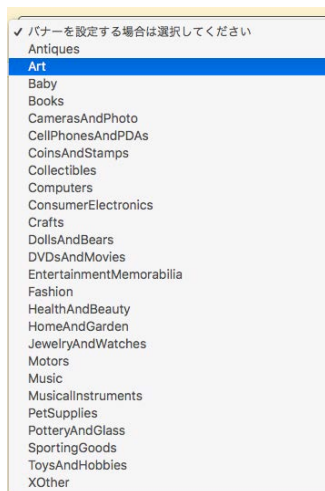 ✓ バナーを設定する場合は選択してください
Antiques
Art
Baby
Books
CamerasAndPhoto
CellPhonesAndPDAs
CoinsAndStamps
Collectibles
Computers
ConsumerElectronics
Crafts
DollsAndBears
DVDsAndMovies
EntertainmentMemorabilia
Fashion
HealthAndBeauty
HomeAndGarden
JewelryAndWatches
Motors
Music
MusicalInstruments
PetSupplies
PotteryAndGlass
SportingGoods
ToysAndHobbies
XOther